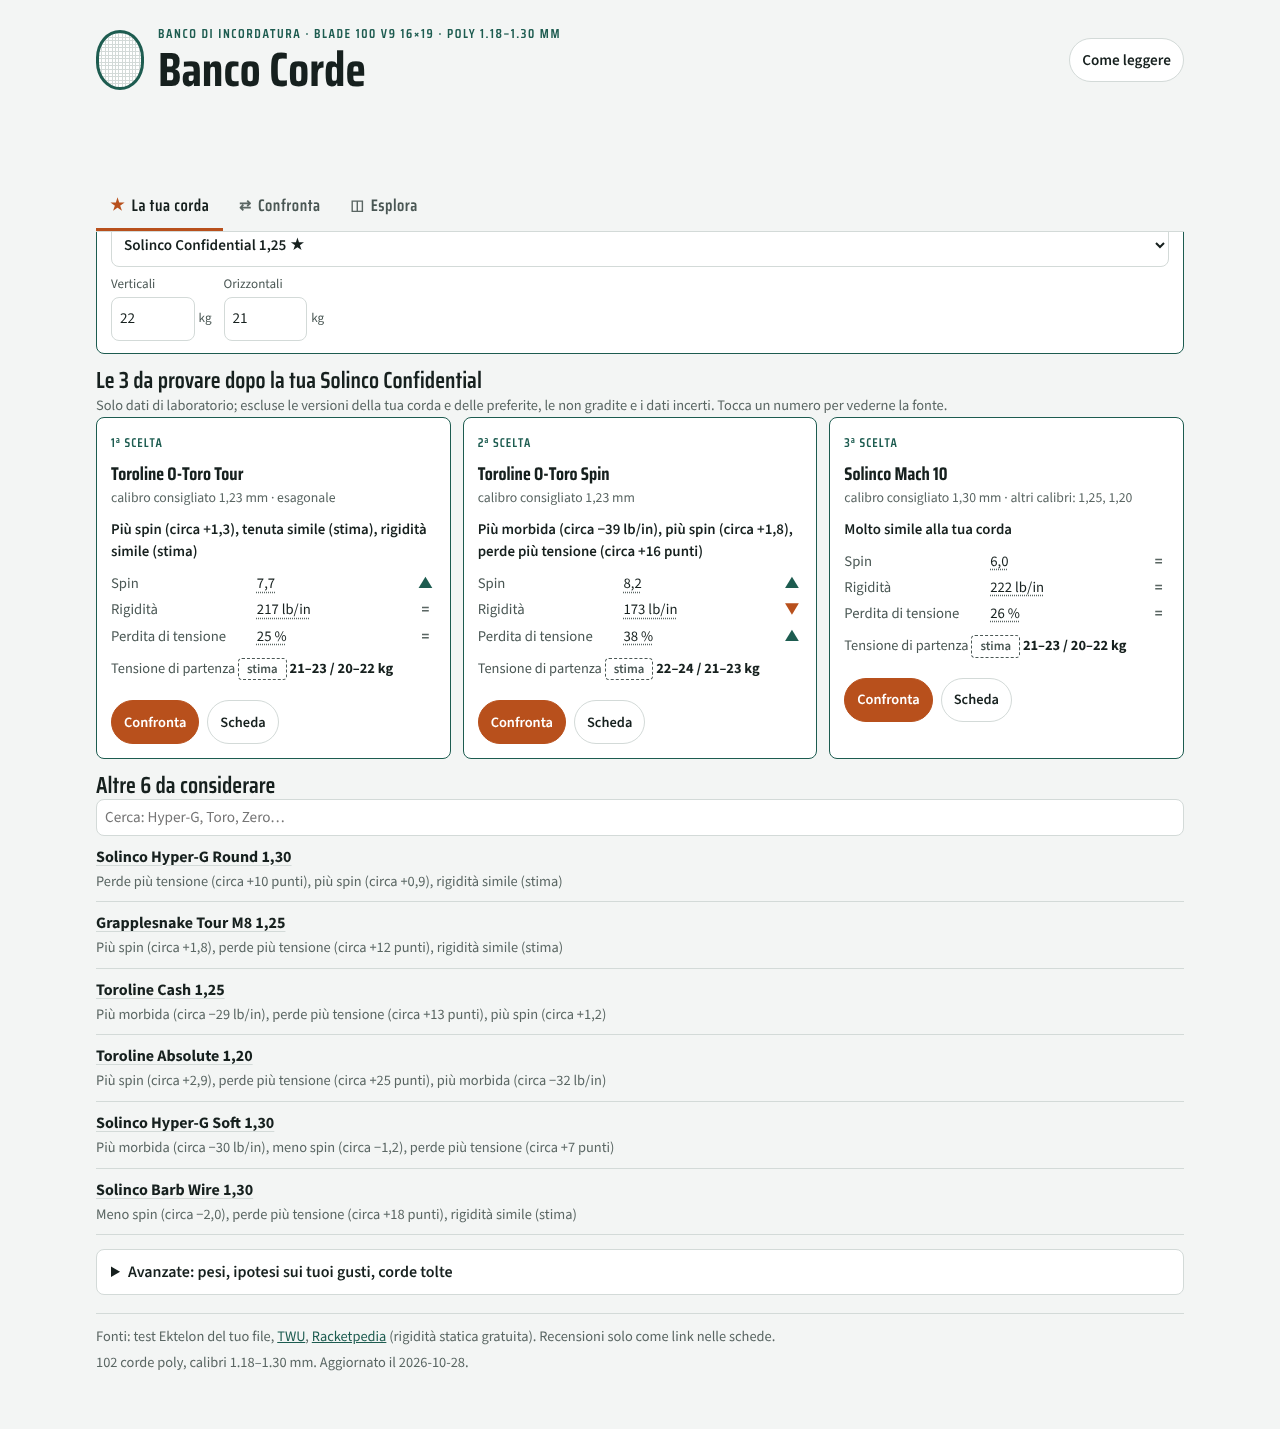 BANCO DI INCORDATURA · BLADE 100 V9 16×19 · POLY 1.18–1.30 MM
Banco Corde
Come leggere
★ La tua corda
⇄ Confronta
◫ Esplora
Solinco Confidential 1,25 ★
Verticali
Orizzontali
22 kg
21 kg
Le 3 da provare dopo la tua Solinco Confidential
Solo dati di laboratorio; escluse le versioni della tua corda e delle preferite, le non gradite e i dati incerti. Tocca un numero per vederne la fonte.
1ª SCELTA
Toroline O-Toro Tour
calibro consigliato 1,23 mm · esagonale
Più spin (circa +1,3), tenuta simile (stima), rigidità
simile (stima)
Spin 7,7 ▲
Rigidità 217 lb/in =
Perdita di tensione 25 % =
Tensione di partenza stima 21–23 / 20–22 kg
Confronta
Scheda
2ª SCELTA
Toroline O-Toro Spin
calibro consigliato 1,23 mm
Più morbida (circa −39 lb/in), più spin (circa +1,8),
perde più tensione (circa +16 punti)
Spin 8,2 ▲
Rigidità 173 lb/in ▼
Perdita di tensione 38 % ▲
Tensione di partenza stima 22–24 / 21–23 kg
Confronta
Scheda
3ª SCELTA
Solinco Mach 10
calibro consigliato 1,30 mm · altri calibri: 1,25, 1,20
Molto simile alla tua corda
Spin 6,0 =
Rigidità 222 lb/in =
Perdita di tensione 26 % =
Tensione di partenza stima 21–23 / 20–22 kg
Confronta
Scheda
Altre 6 da considerare
Cerca: Hyper-G, Toro, Zero…
Solinco Hyper-G Round 1,30
Perde più tensione (circa +10 punti), più spin (circa +0,9), rigidità simile (stima)
Grapplesnake Tour M8 1,25
Più spin (circa +1,8), perde più tensione (circa +12 punti), rigidità simile (stima)
Toroline Cash 1,25
Più morbida (circa −29 lb/in), perde più tensione (circa +13 punti), più spin (circa +1,2)
Toroline Absolute 1,20
Più spin (circa +2,9), perde più tensione (circa +25 punti), più morbida (circa −32 lb/in)
Solinco Hyper-G Soft 1,30
Più morbida (circa −30 lb/in), meno spin (circa −1,2), perde più tensione (circa +7 punti)
Solinco Barb Wire 1,30
Meno spin (circa −2,0), perde più tensione (circa +18 punti), rigidità simile (stima)
▶ Avanzate: pesi, ipotesi sui tuoi gusti, corde tolte
Fonti: test Ektelon del tuo file, TWU, Racketpedia (rigidità statica gratuita). Recensioni solo come link nelle schede.
102 corde poly, calibri 1.18–1.30 mm. Aggiornato il 2026-10-28.